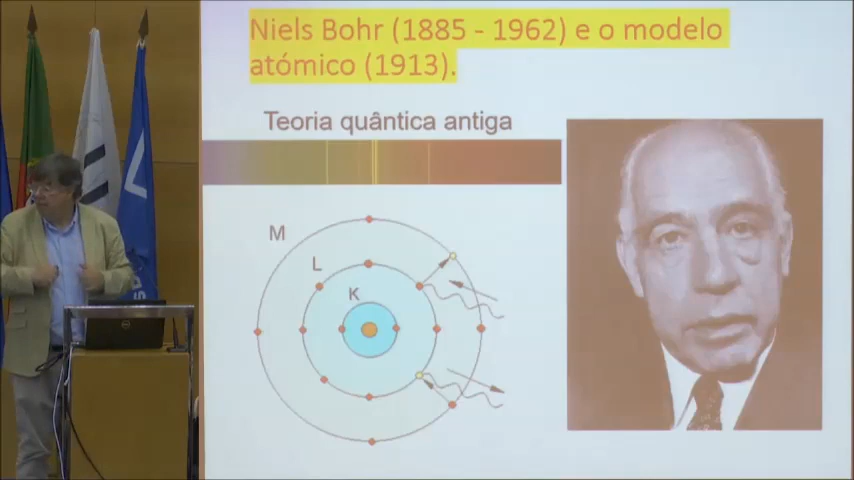 Niels Bohr (1885 - 1962) e o modelo
atómico (1913).
Teoria quântica antiga
M
L
K